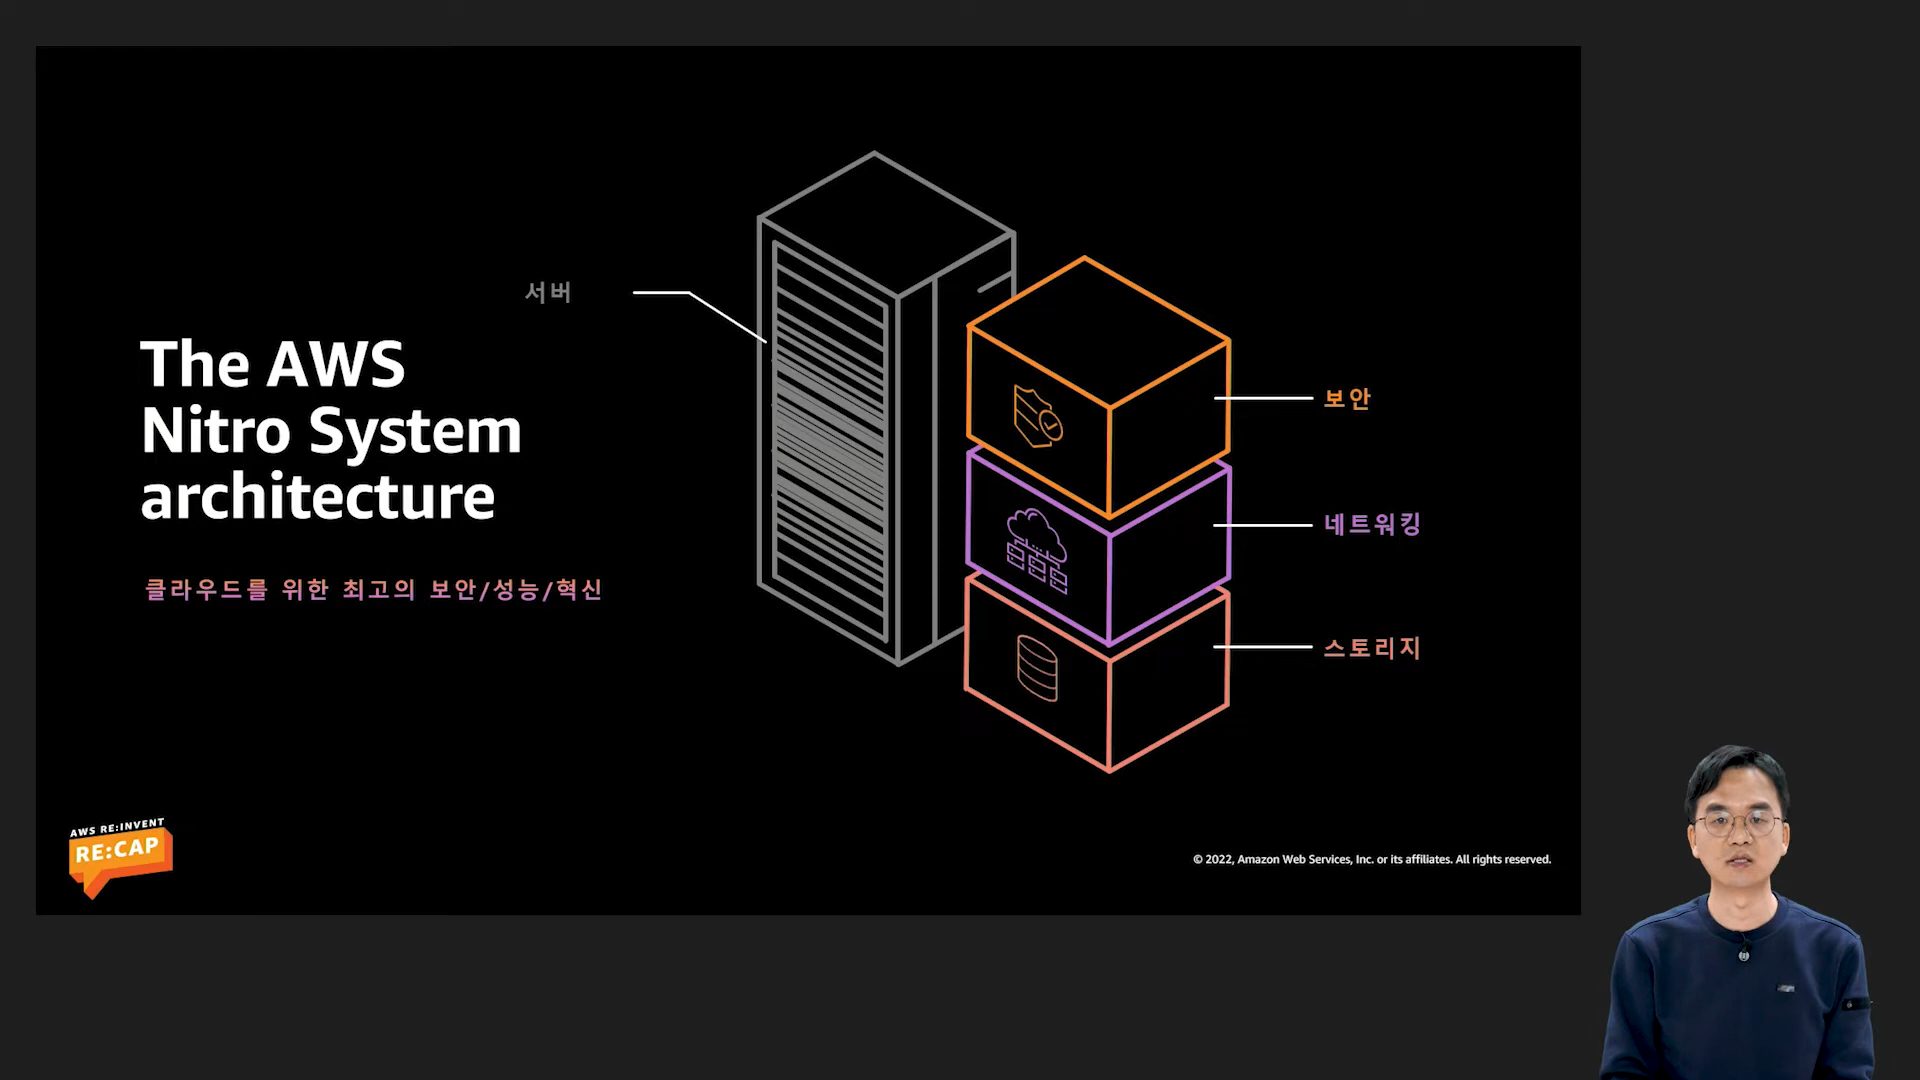 서버
The AWS
Nitro System
architecture
클라우드를 위한 최고의 보안/성능/혁신
보안
네트워킹
스토리지
AWS RE:INVENT
RE:CAP
© 2022, Amazon Web Services, Inc. or its affiliates. All rights reserved.